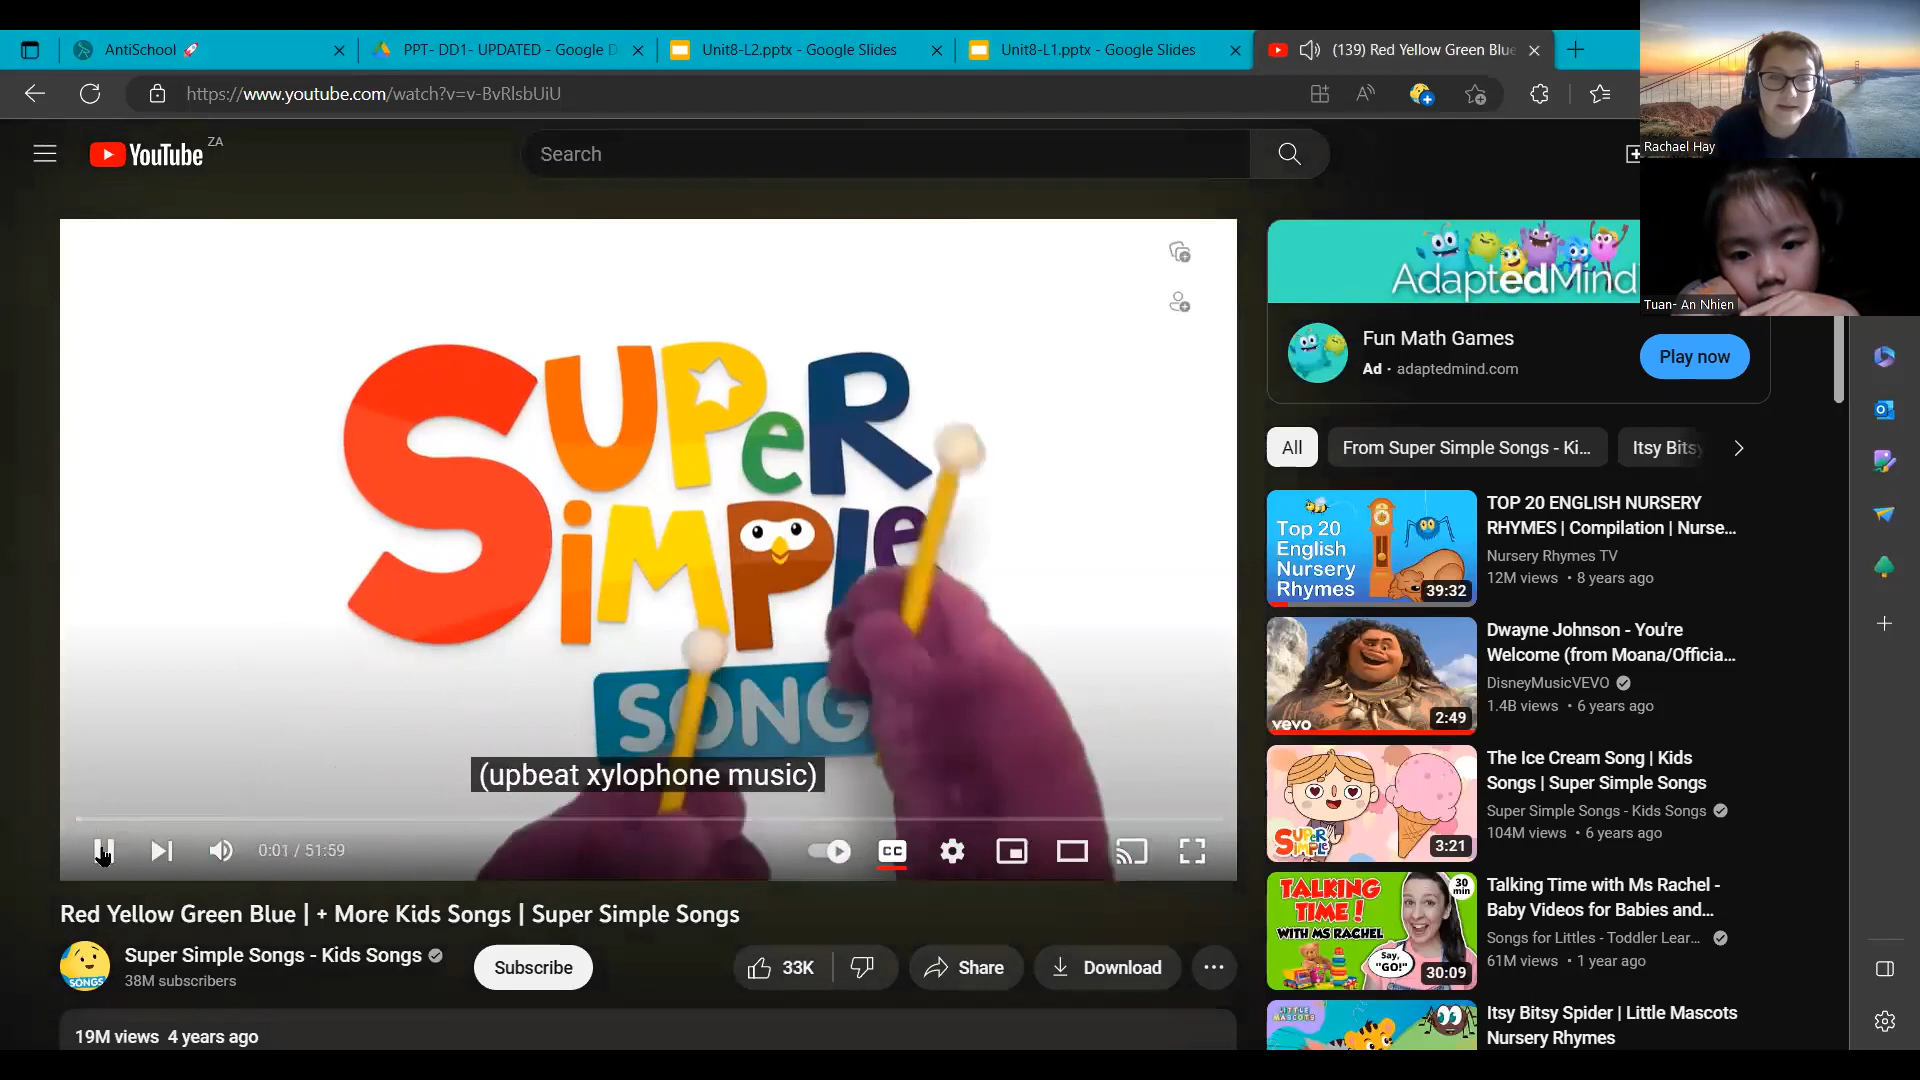 AntiSchool 🚀
PPT- DD1- UPDATED - Google D
Unit8-L2.pptx - Google Slides
Unit8-L1.pptx - Google Slides
(139) Red Yellow Green Blue
https://www.youtube.com/watch?v=v-BvRlsbUiU
Rachael Hay
Tuan- An Nhien
YouTube ZA
Search
SUPeR
SiMPle
SONG
(upbeat xylophone music)
0:01 / 51:59
CC
Red Yellow Green Blue | + More Kids Songs | Super Simple Songs
SONGS
Super Simple Songs - Kids Songs
38M subscribers
Subscribe
33K
Share
Download
19M views 4 years ago
AdaptedMind
Fun Math Games
Ad • adaptedmind.com
Play now
All
From Super Simple Songs - Ki...
Itsy Bitsy
Top 20
English
Nursery
Rhymes
39:32
TOP 20 ENGLISH NURSERY
RHYMES | Compilation | Nurse...
Nursery Rhymes TV
12M views • 8 years ago
vevo
2:49
Dwayne Johnson - You're
Welcome (from Moana/Officia...
DisneyMusicVEVO
1.4B views • 6 years ago
SUPER
SiMPLE
3:21
The Ice Cream Song | Kids
Songs | Super Simple Songs
Super Simple Songs - Kids Songs
104M views • 6 years ago
TALKING
TIME!
WITH MS RACHEL
30
min
Say,
"GO!"
30:09
Talking Time with Ms Rachel -
Baby Videos for Babies and...
Songs for Littles - Toddler Lear...
61M views • 1 year ago
LITTLE
MASCOTS
Itsy Bitsy Spider | Little Mascots
Nursery Rhymes